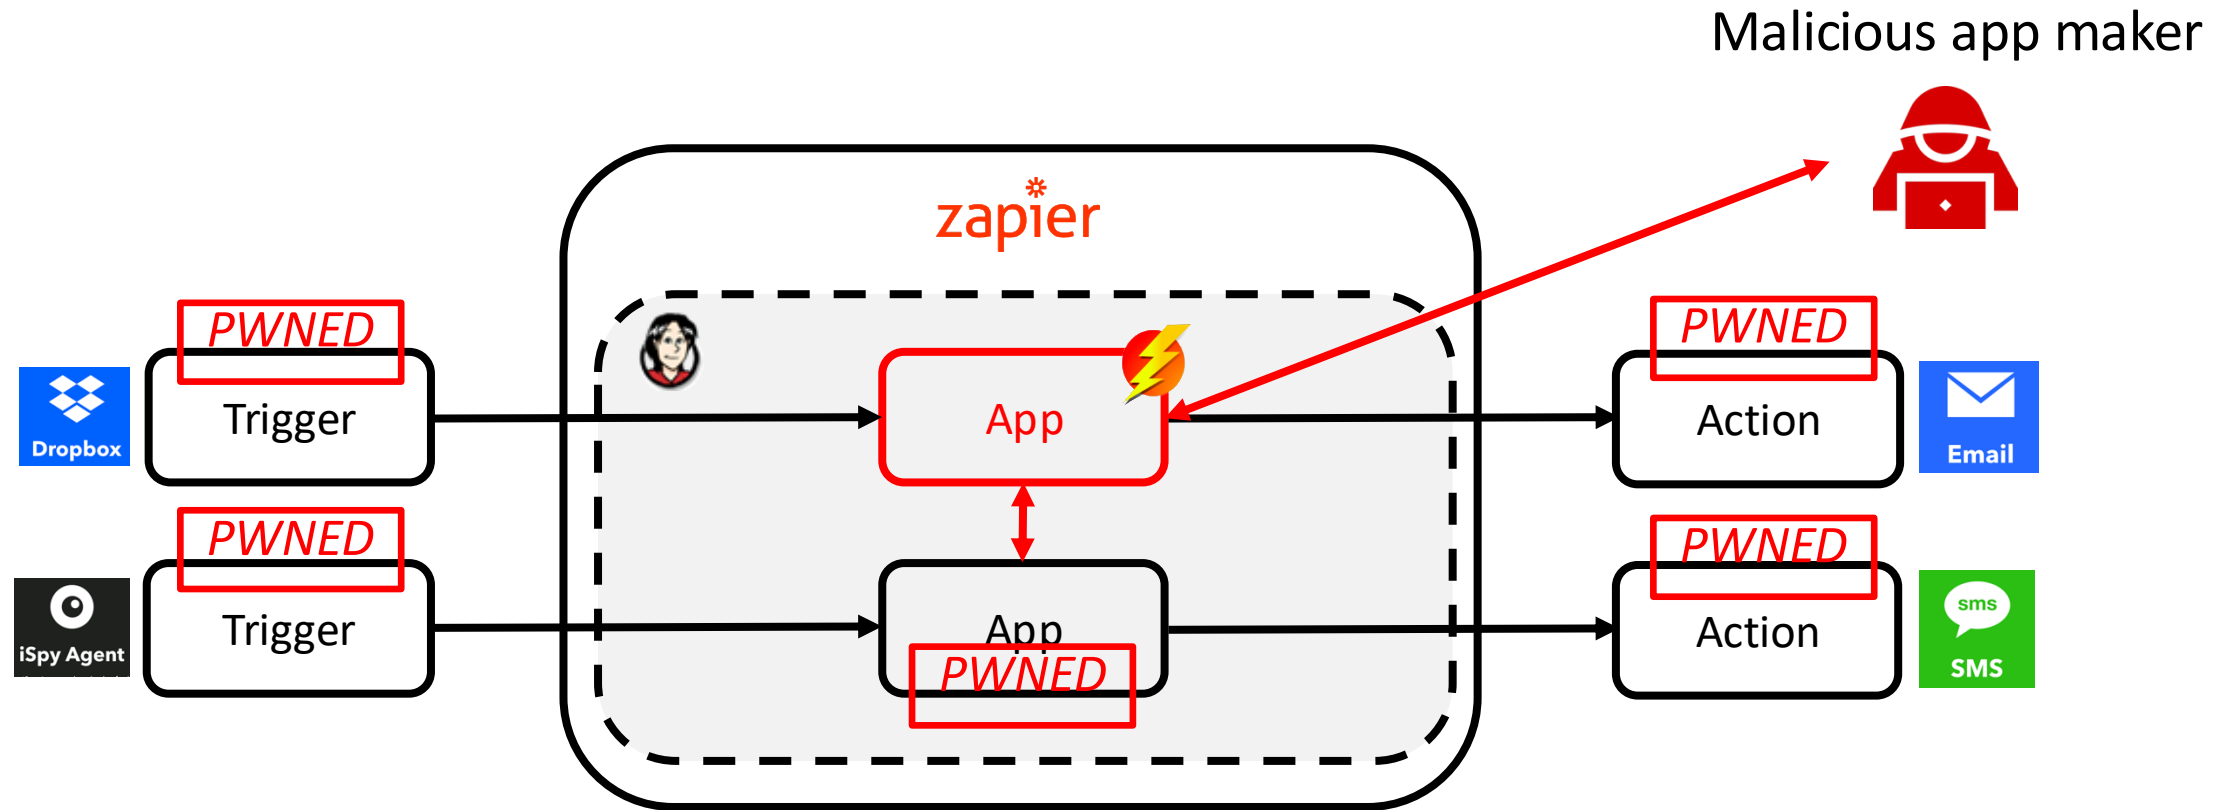 Malicious app maker
zapier
PWNED
PWNED
Dropbox
Trigger
App
Action
Email
PWNED
PWNED
sms
iSpy Agent
Trigger
App
Action
SMS
PWNED